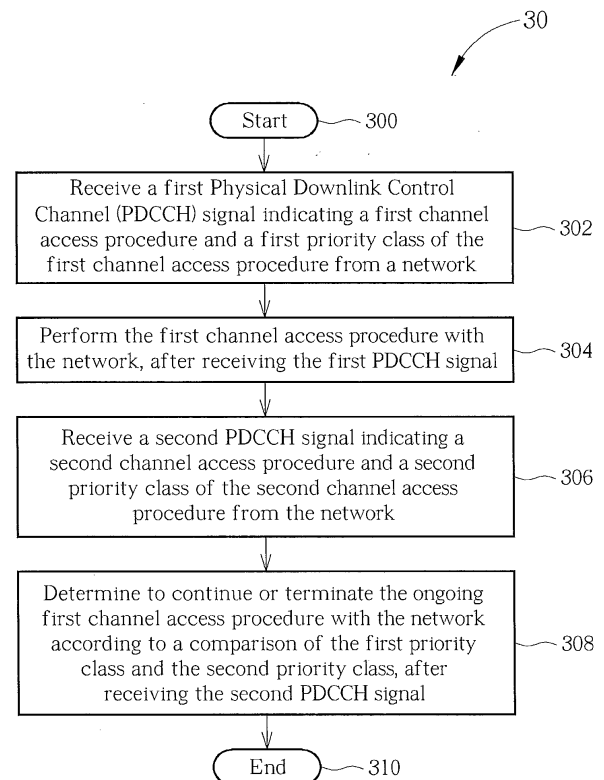 30
Start
300
Receive a first Physical Downlink Control
Channel (PDCCH) signal indicating a first channel
access procedure and a first priority class of the
first channel access procedure from a network
302
Perform the first channel access procedure with
the network, after receiving the first PDCCH signal
304
Receive a second PDCCH signal indicating a
second channel access procedure and a second
priority class of the second channel access
procedure from the network
306
Determine to continue or terminate the ongoing
first channel access procedure with the network
according to a comparison of the first priority
class and the second priority class, after
receiving the second PDCCH signal
308
End
310